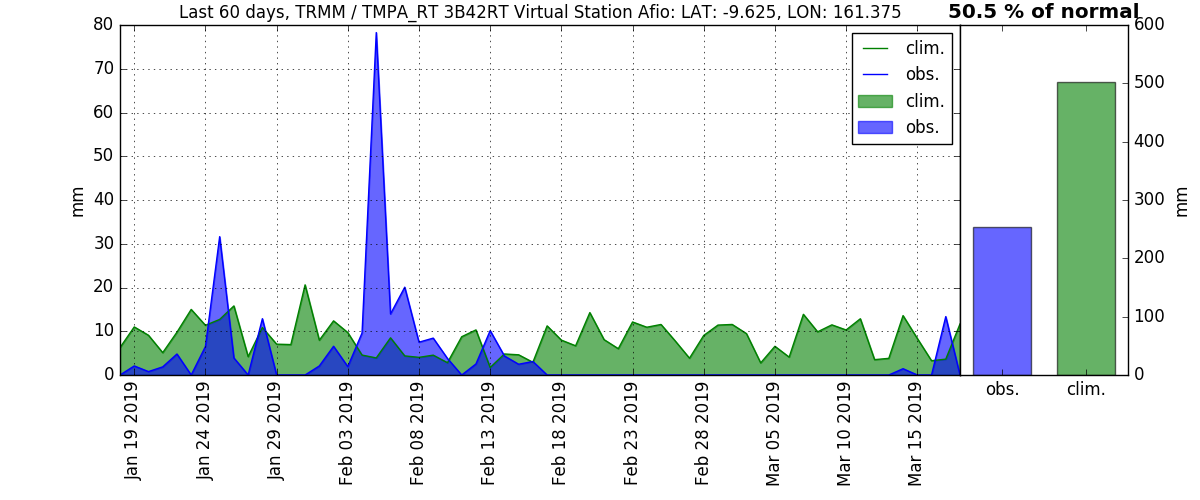 Last 60 days, TRMM / TMPA_RT 3B42RT Virtual Station Afio: LAT: -9.625, LON: 161.375
50.5 % of normal
80
70
60
50
40
30
20
10
0
mm
clim.
obs.
clim.
obs.
600
500
400
300
200
100
0
mm
obs.
clim.
Jan 19 2019
Jan 24 2019
Jan 29 2019
Feb 03 2019
Feb 08 2019
Feb 13 2019
Feb 18 2019
Feb 23 2019
Feb 28 2019
Mar 05 2019
Mar 10 2019
Mar 15 2019